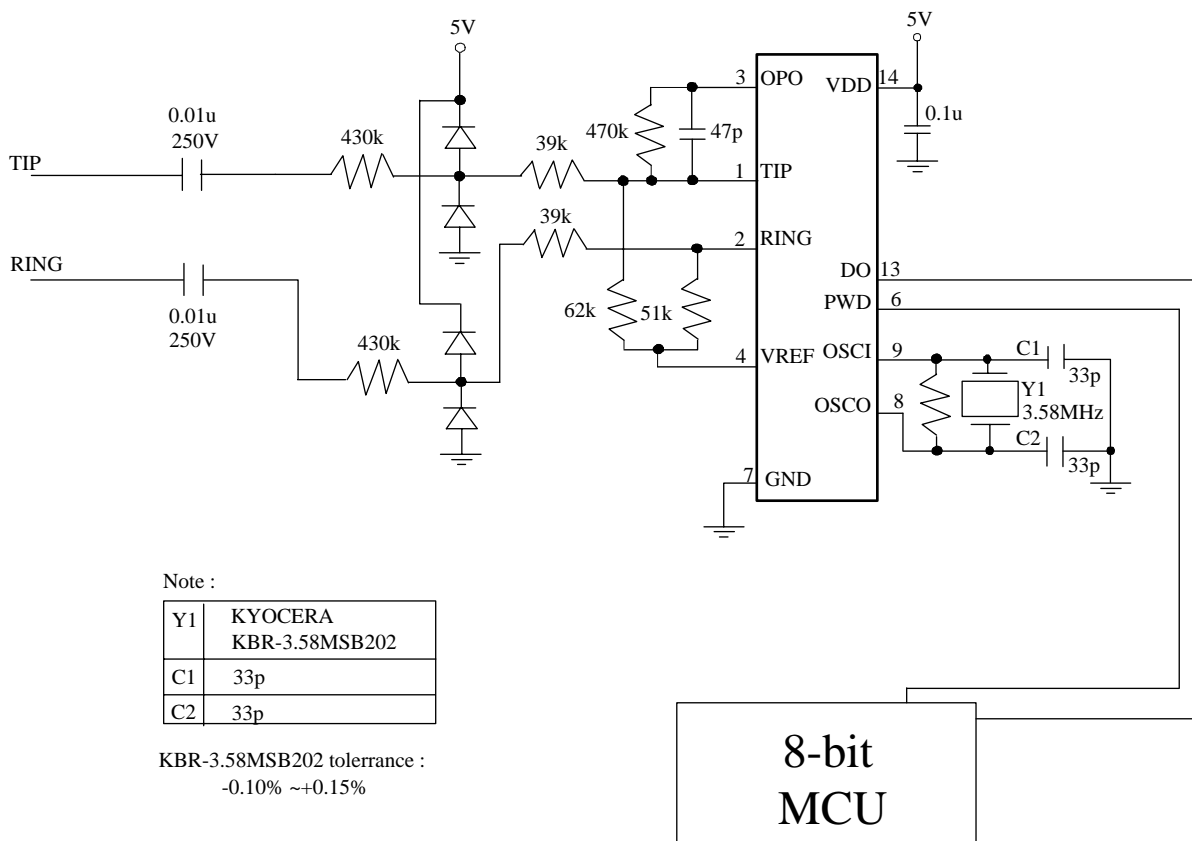 5V
5V
3
OPO
VDD
14
0.01u
250V
430k
470k
47p
0.1u
39k
TIP
1
TIP
39k
2
RING
RING
DO
13
PWD
6
0.01u
250V
62k
51k
430k
4
VREF
OSCI
9
C1
33p
Y1
3.58MHz
OSCO
8
C2
33p
7
GND
Note :
Y1
KYOCERA
KBR-3.58MSB202
C1
33p
C2
33p
KBR-3.58MSB202 tolerrance :
-0.10% ~+0.15%
8-bit
MCU